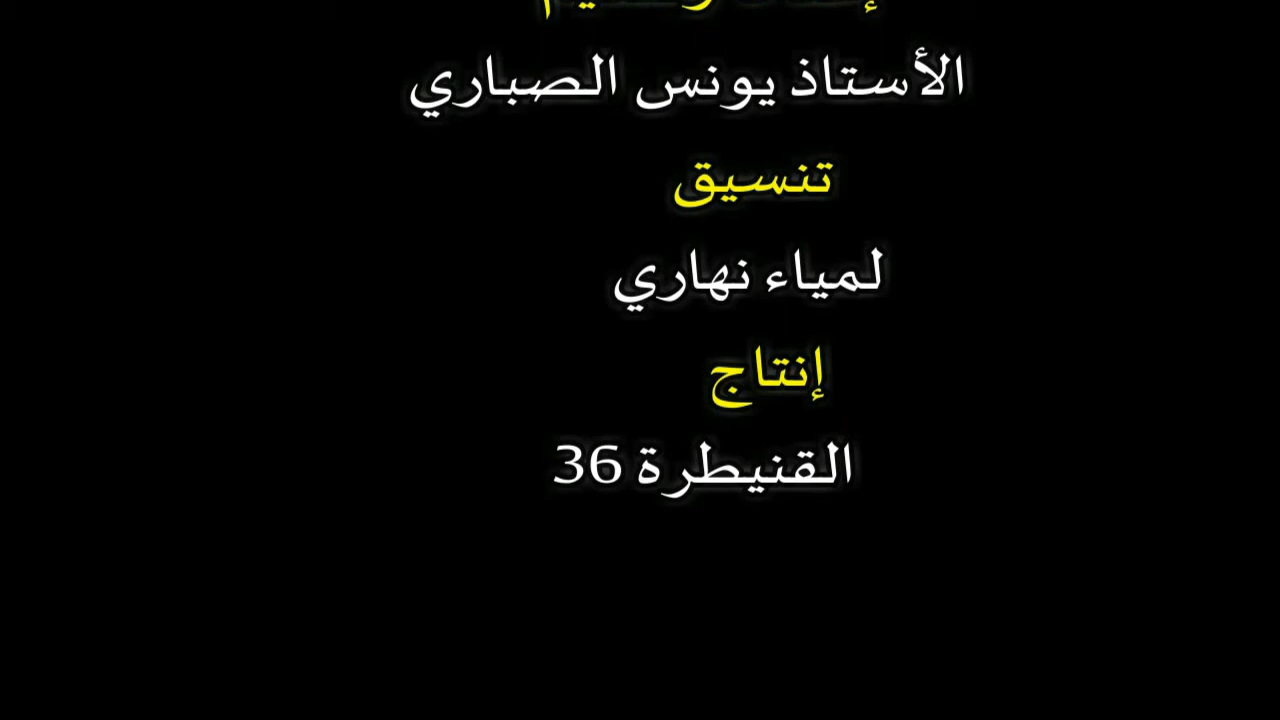 الأستاذ يونس الصباري
تنسيق
لمياء نهاري
إنتاج
القنيطرة 36